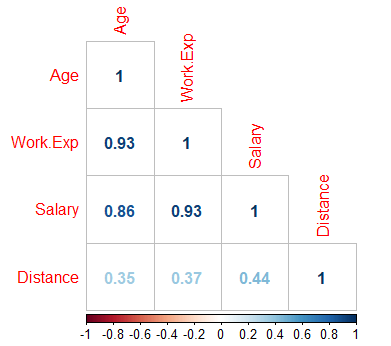 Age
Work.Exp
Salary
Distance
Age 1
Work.Exp 0.93 1
Salary 0.86 0.93 1
Distance 0.35 0.37 0.44 1
-1 -0.8 -0.6 -0.4 -0.2 0 0.2 0.4 0.6 0.8 1